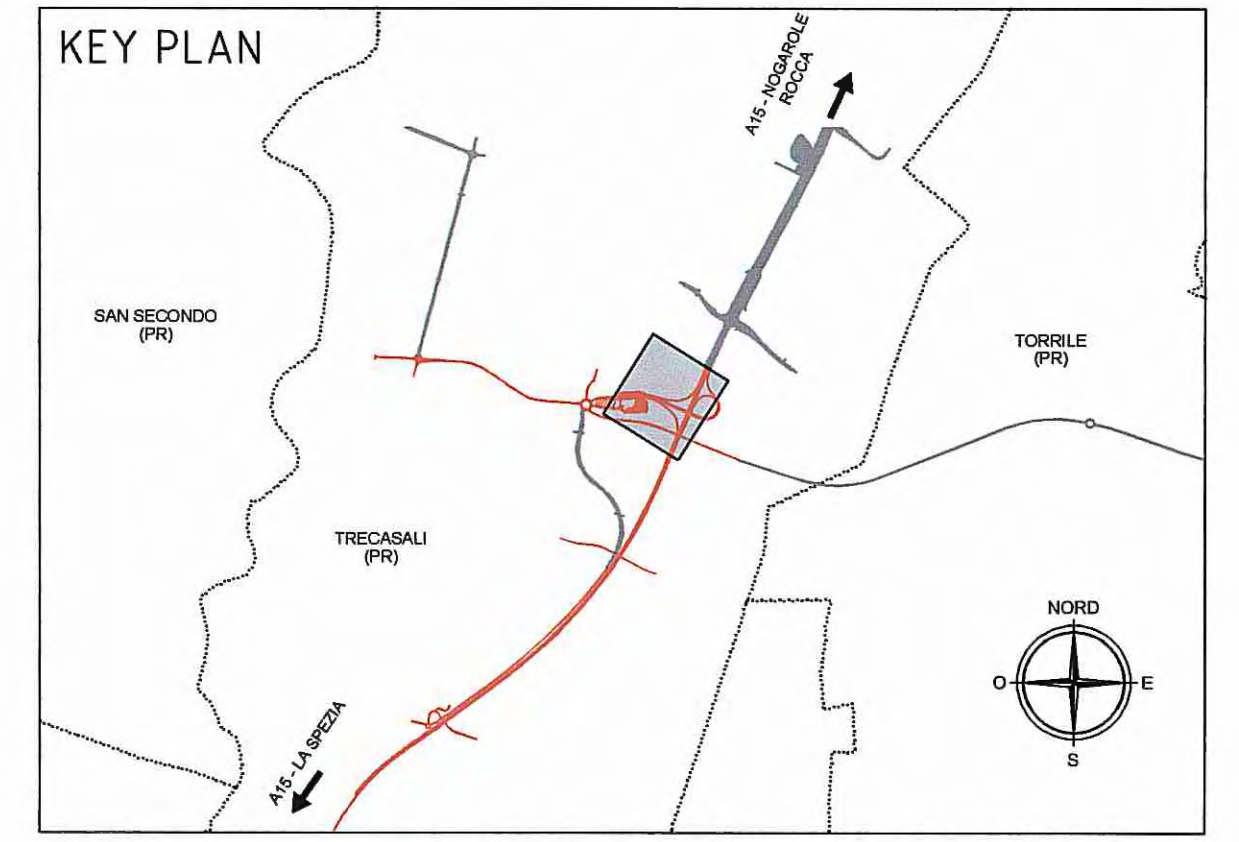 KEY PLAN
A15 - NOGAROLE
ROCCA
SAN SECONDO
(PR)
TORRILE
(PR)
TRECASALI
(PR)
NORD
O
E
S
A15 - LA SPEZIA